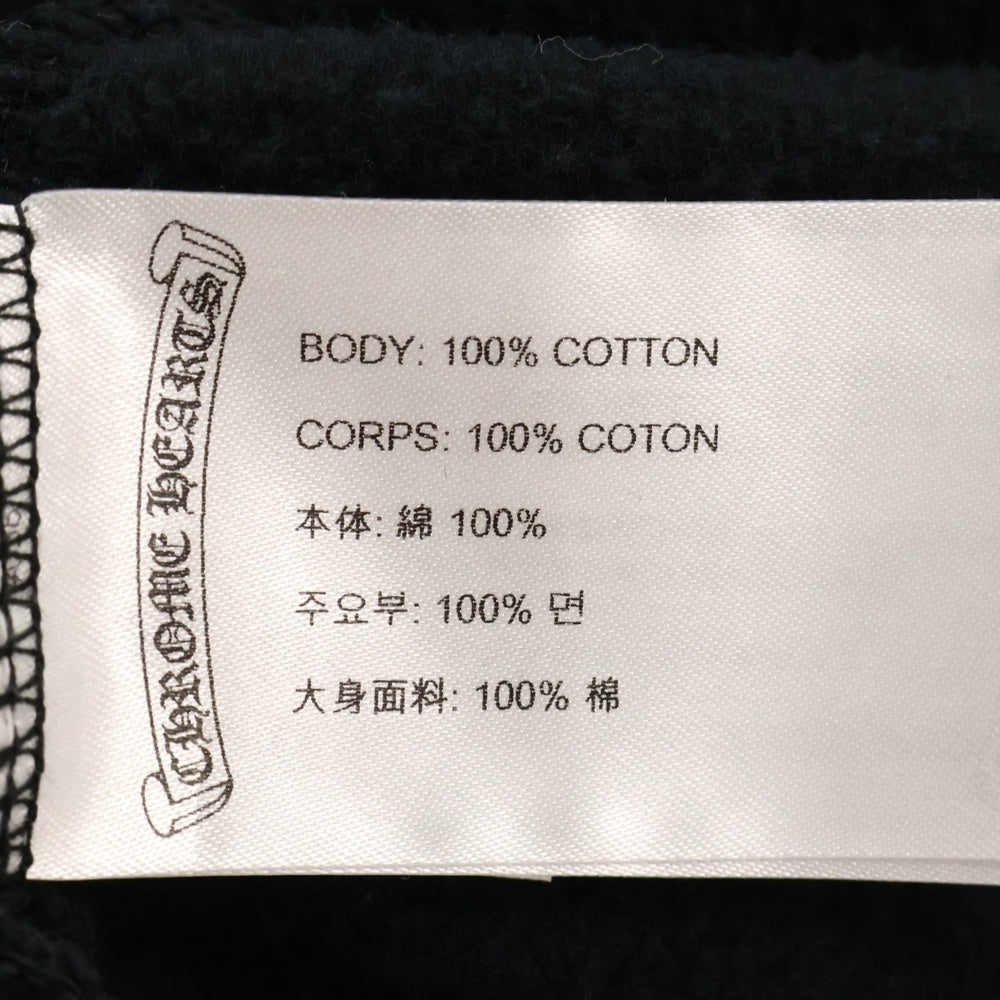 CHROME HEARTS
BODY: 100% COTTON
CORPS: 100% COTON
本体: 綿 100%
주요부: 100% 면
大身面料: 100% 棉